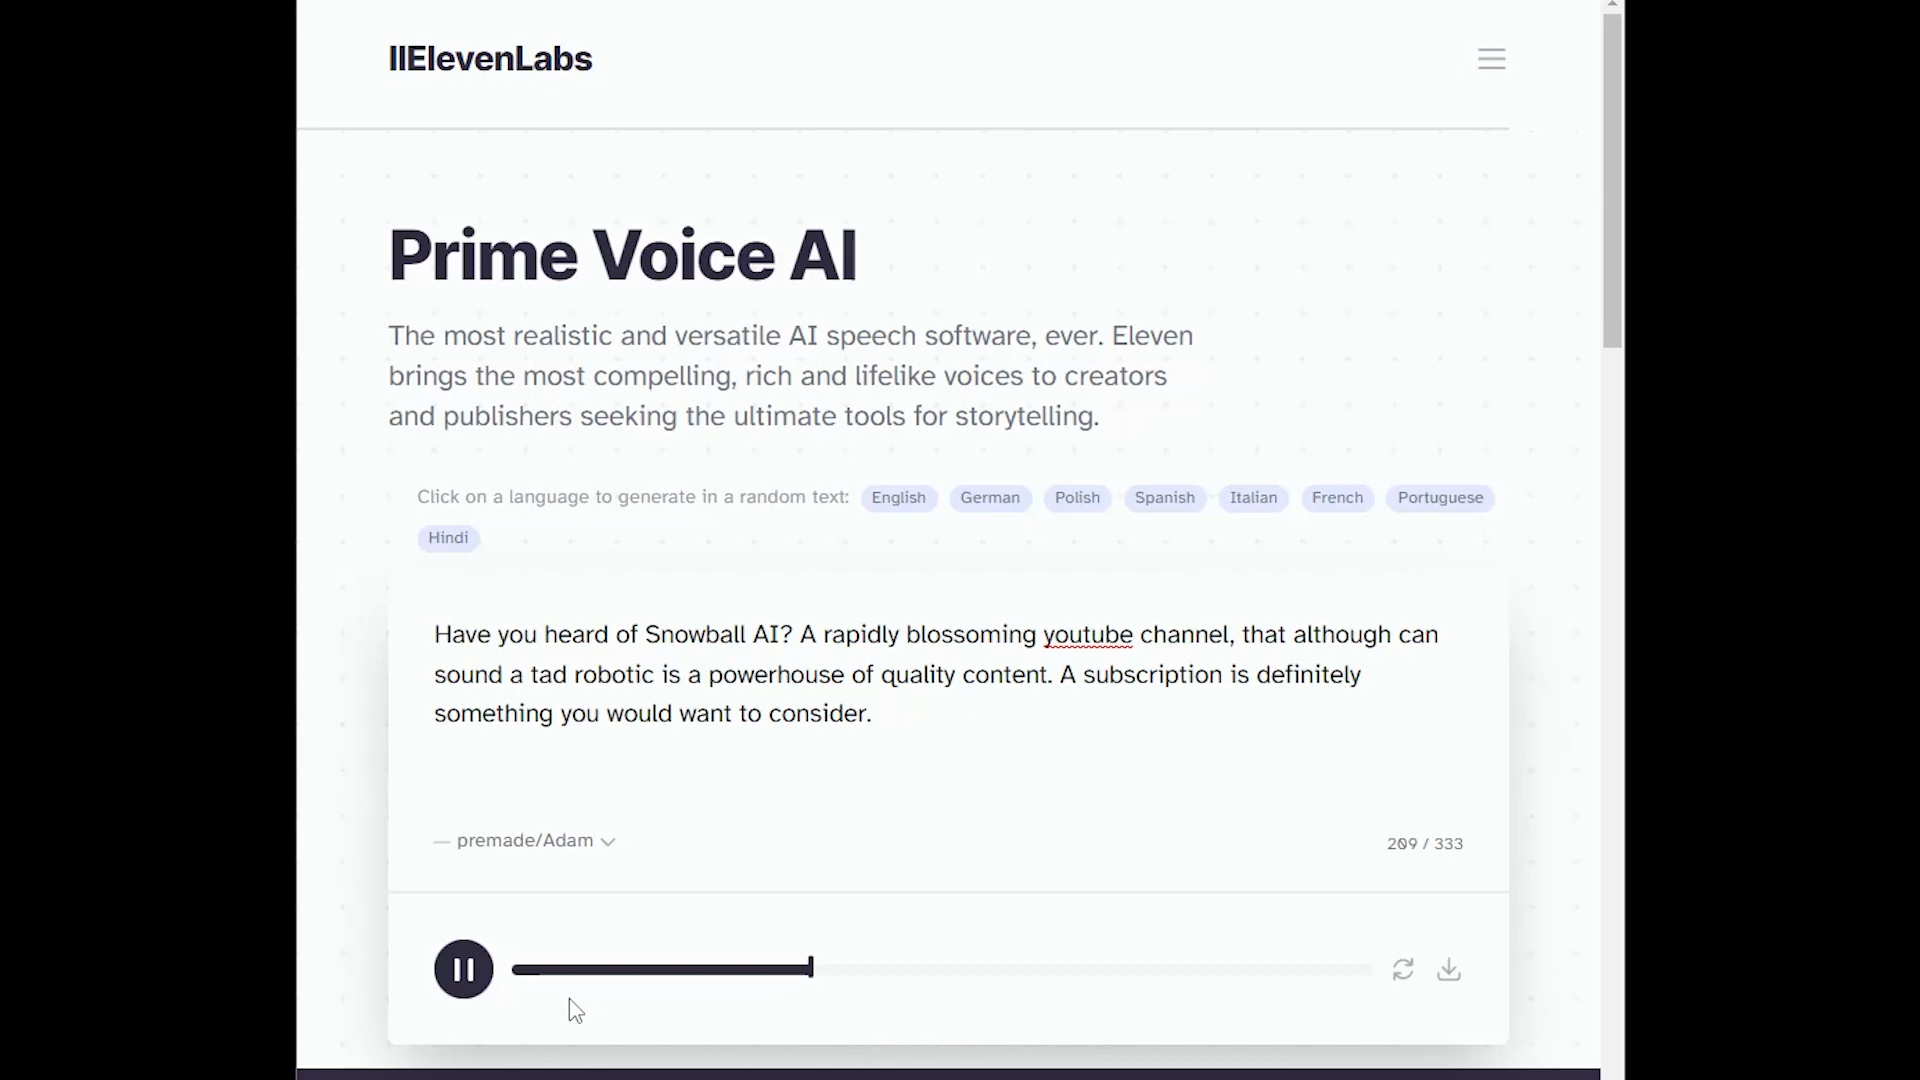 IIElevenLabs
Prime Voice AI
The most realistic and versatile AI speech software, ever. Eleven
brings the most compelling, rich and lifelike voices to creators
and publishers seeking the ultimate tools for storytelling.
Click on a language to generate in a random text: English German Polish Spanish Italian French Portuguese
Hindi
Have you heard of Snowball AI? A rapidly blossoming youtube channel, that although can
sound a tad robotic is a powerhouse of quality content. A subscription is definitely
something you would want to consider.
— premade/Adam 209 / 333